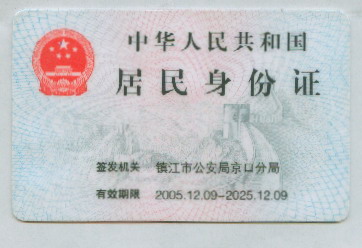 中华人民共和国
居民身份证
签发机关 镇江市公安局京口分局
有效期限 2005.12.09-2025.12.09